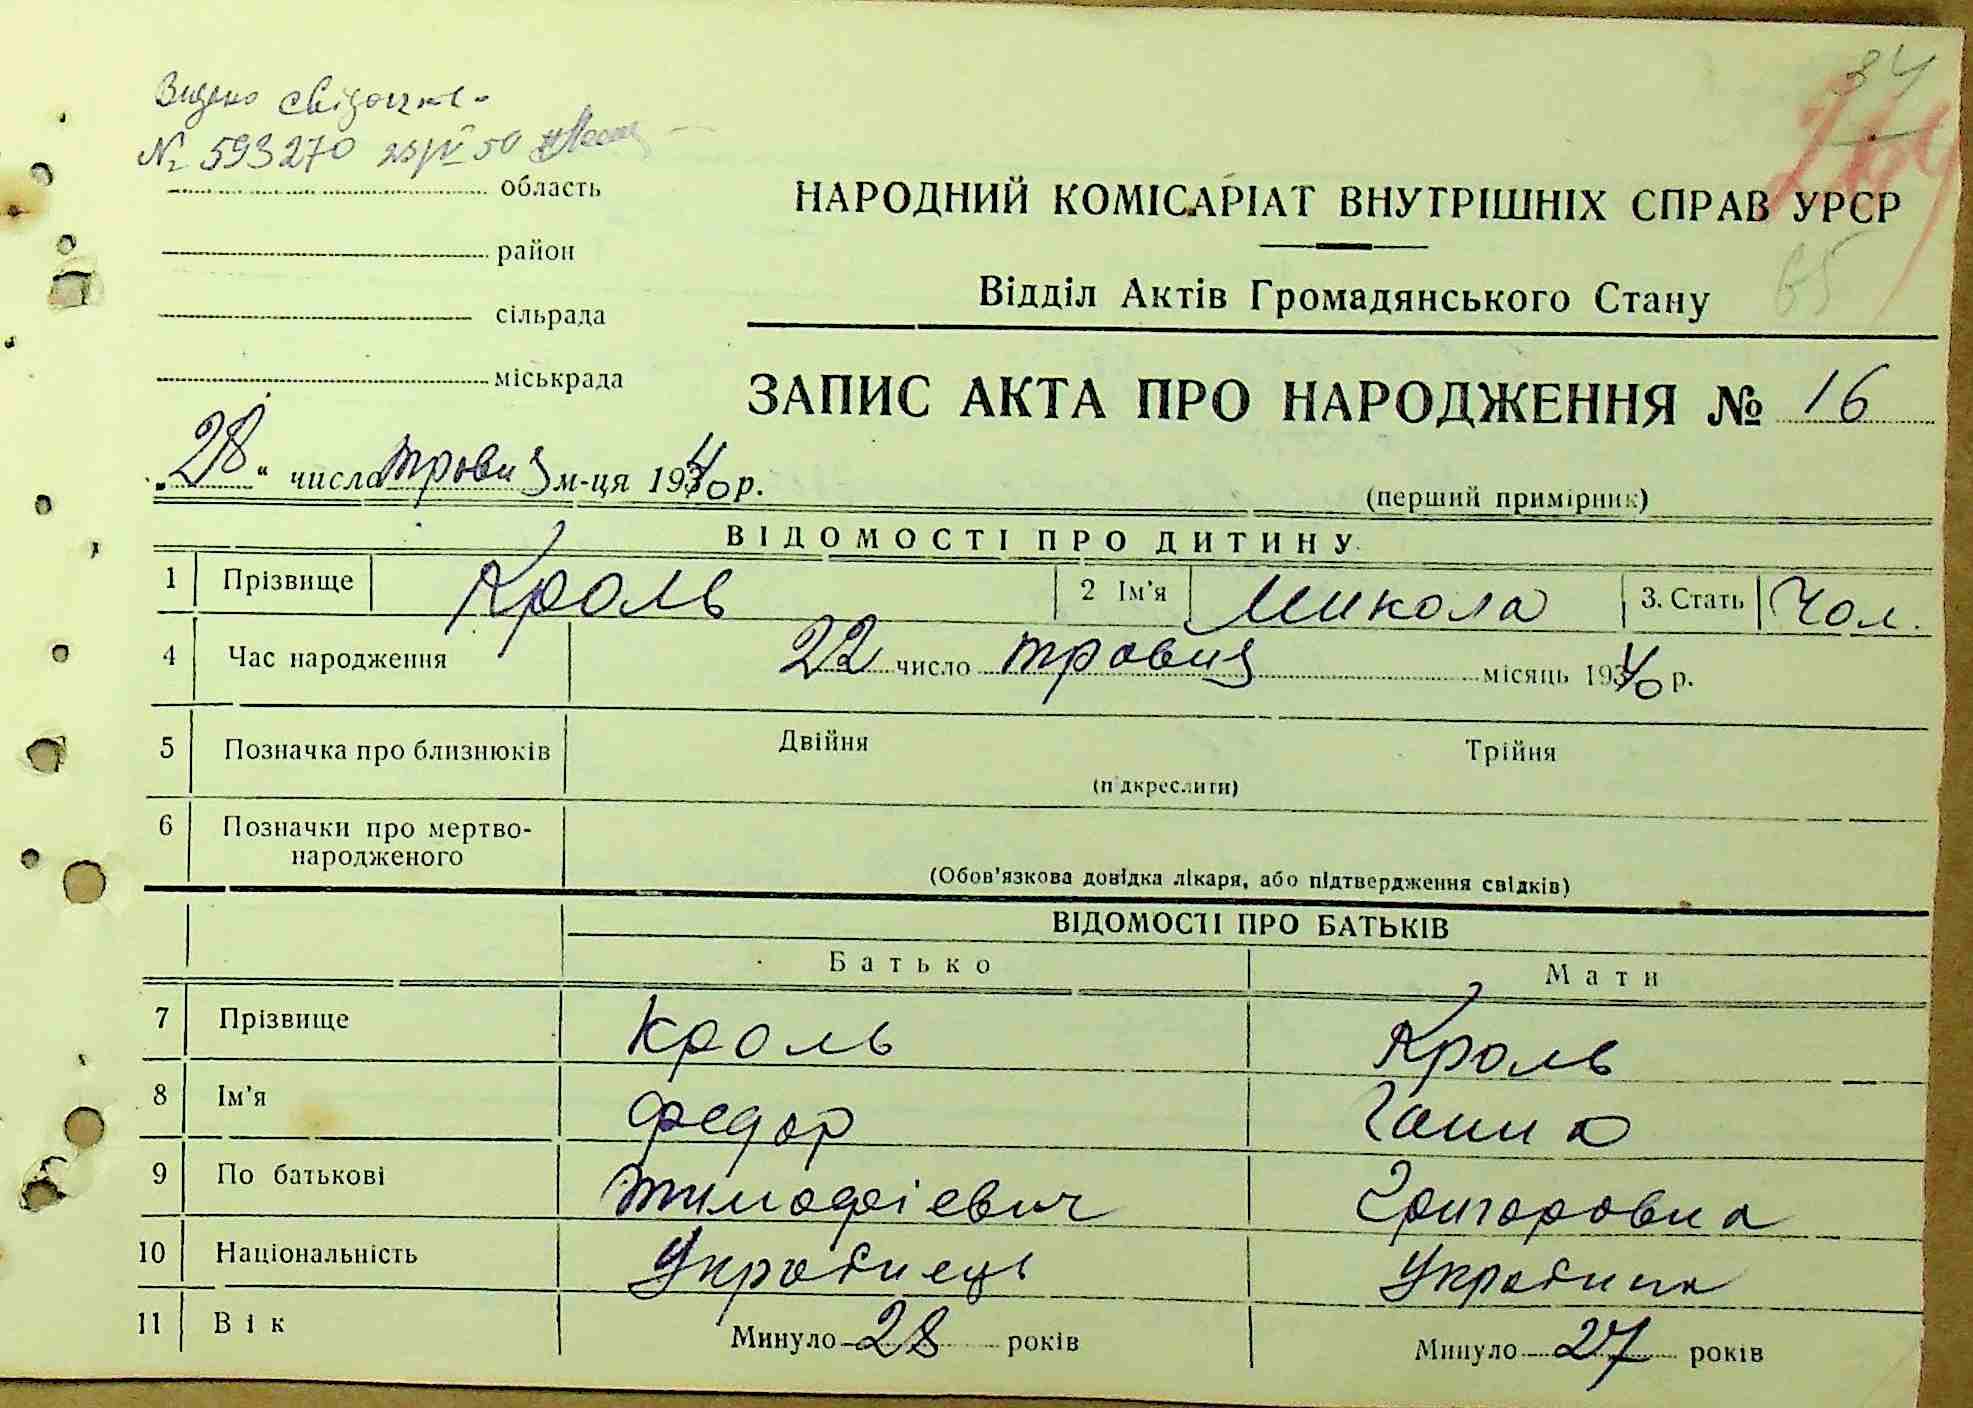 34
Видано свідоцтво
№ 593270 25/IV 50
область
район
сільрада
міськрада
НАРОДНИЙ КОМІСАРІАТ ВНУТРІШНІХ СПРАВ УРСР
65
Відділ Актів Громадянського Стану
ЗАПИС АКТА ПРО НАРОДЖЕННЯ № 16
„28“ числа травня м-ця 1940 р.
(перший примірник)
ВІДОМОСТІ ПРО ДИТИНУ
1 Прізвище Кроль 2 Ім'я Микола 3. Стать Чол.
4 Час народження 22 число травня місяць 1940 р.
5 Позначка про близнюків Двійня Трійня
(підкреслити)
6 Позначки про мертво-
народженого
(Обов'язкова довідка лікаря, або підтвердження свідків)
ВІДОМОСТІ ПРО БАТЬКІВ
Батько Мати
7 Прізвище Кроль Кроль
8 Ім'я Федор Ганна
9 По батькові Тимофієвич Григоровна
10 Національність Українець Українка
11 Вік Минуло 28 років Минуло 27 років